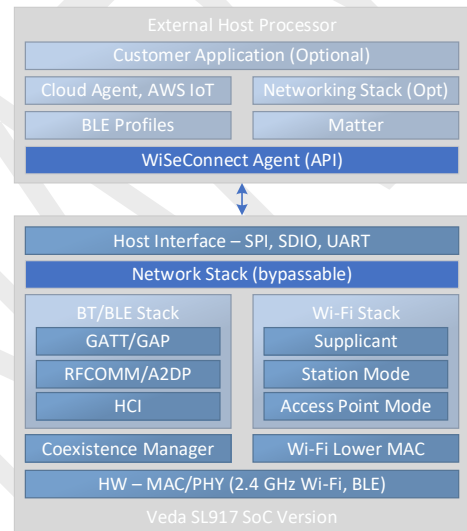 External Host Processor
Customer Application (Optional)
Cloud Agent, AWS IoT
Networking Stack (Opt)
BLE Profiles
Matter
WiSeConnect Agent (API)
Host Interface – SPI, SDIO, UART
Network Stack (bypassable)
BT/BLE Stack
GATT/GAP
RFCOMM/A2DP
HCI
Wi-Fi Stack
Supplicant
Station Mode
Access Point Mode
Coexistence Manager
Wi-Fi Lower MAC
HW – MAC/PHY (2.4 GHz Wi-Fi, BLE)
Veda SL917 SoC Version